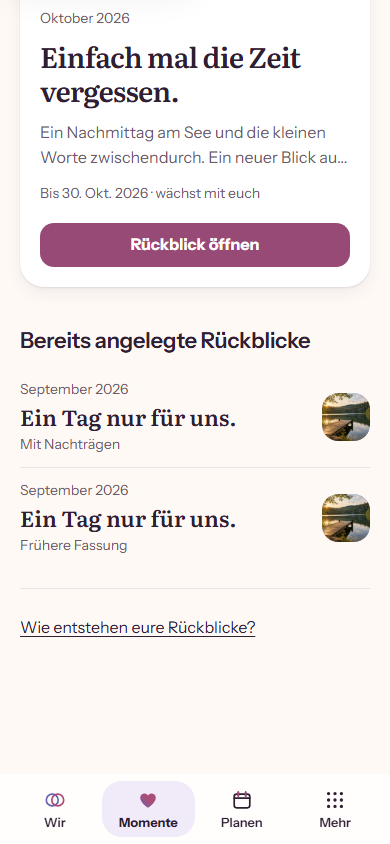 Oktober 2026
Einfach mal die Zeit
vergessen.
Ein Nachmittag am See und die kleinen
Worte zwischendurch. Ein neuer Blick au...
Bis 30. Okt. 2026 · wächst mit euch
Rückblick öffnen
Bereits angelegte Rückblicke
September 2026
Ein Tag nur für uns.
Mit Nachträgen
September 2026
Ein Tag nur für uns.
Frühere Fassung
Wie entstehen eure Rückblicke?
Wir
Momente
Planen
Mehr